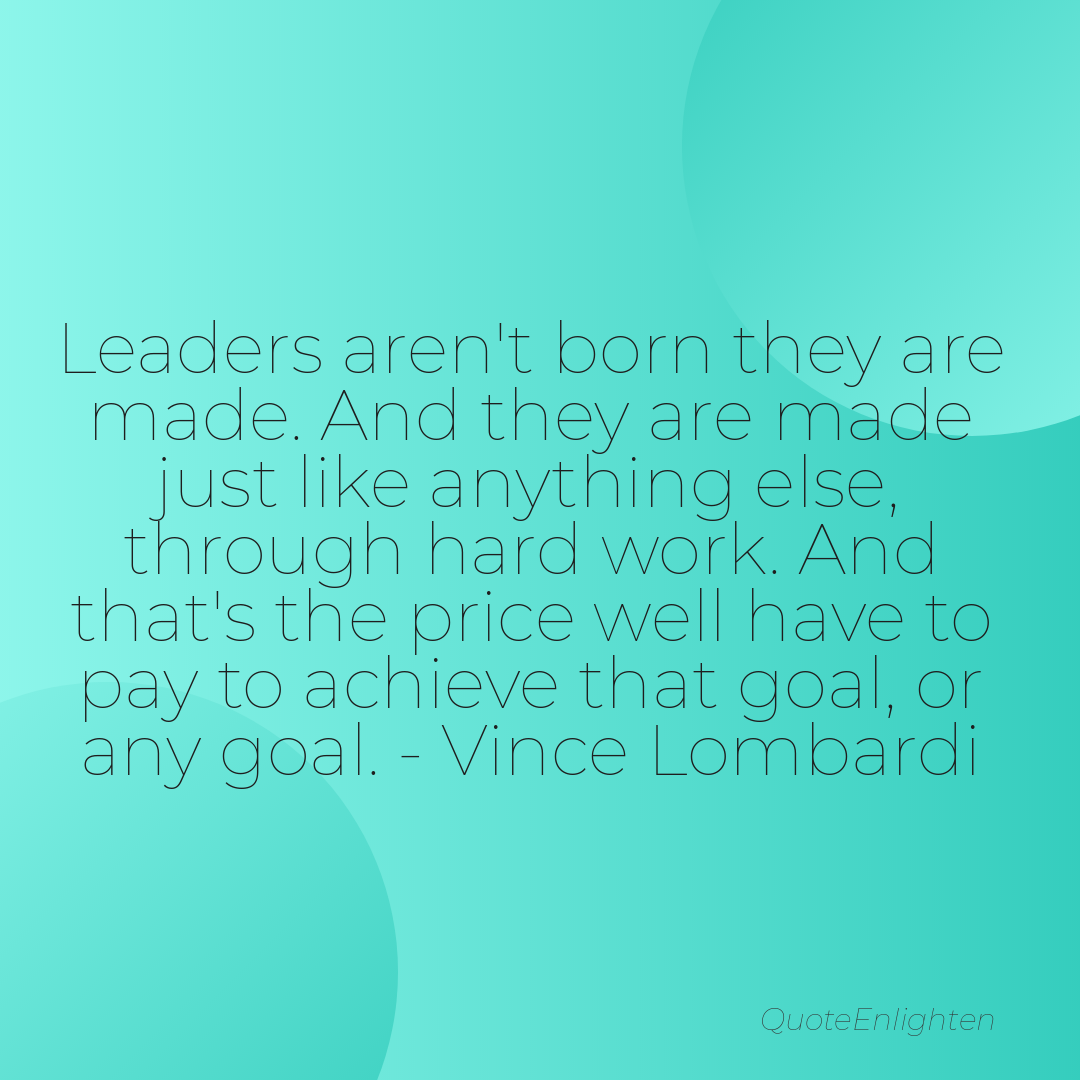 Leaders aren't born they are
made. And they are made
just like anything else,
through hard work. And
that's the price well have to
pay to achieve that goal, or
any goal. - Vince Lombardi
QuoteEnlighten